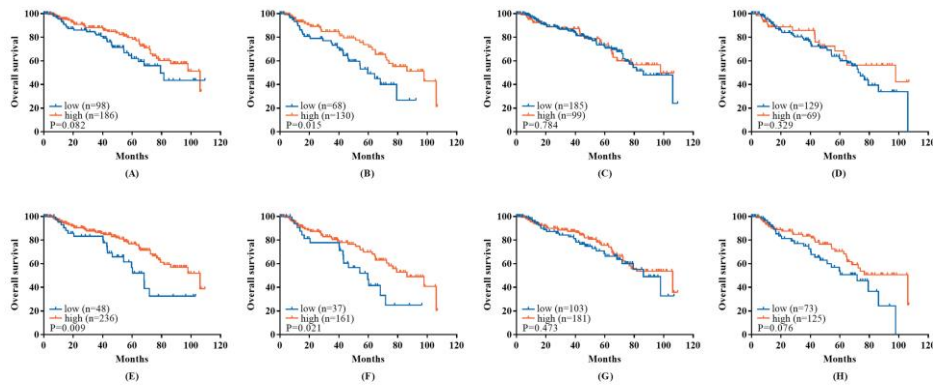 Overall survival
100
80
60
40
20
0
low (n=98)
high (n=186)
P=0.082
0 20 40 60 80 100 120
Months
(A)
Overall survival
100
80
60
40
20
0
low (n=68)
high (n=130)
P=0.015
0 20 40 60 80 100 120
Months
(B)
Overall survival
100
80
60
40
20
0
low (n=185)
high (n=99)
P=0.784
0 20 40 60 80 100 120
Months
(C)
Overall survival
100
80
60
40
20
0
low (n=129)
high (n=69)
P=0.329
0 20 40 60 80 100 120
Months
(D)
Overall survival
100
80
60
40
20
0
low (n=48)
high (n=236)
P=0.009
0 20 40 60 80 100 120
Months
(E)
Overall survival
100
80
60
40
20
0
low (n=37)
high (n=161)
P=0.021
0 20 40 60 80 100 120
Months
(F)
Overall survival
100
80
60
40
20
0
low (n=103)
high (n=181)
P=0.473
0 20 40 60 80 100 120
Months
(G)
Overall survival
100
80
60
40
20
0
low (n=73)
high (n=125)
P=0.076
0 20 40 60 80 100 120
Months
(H)